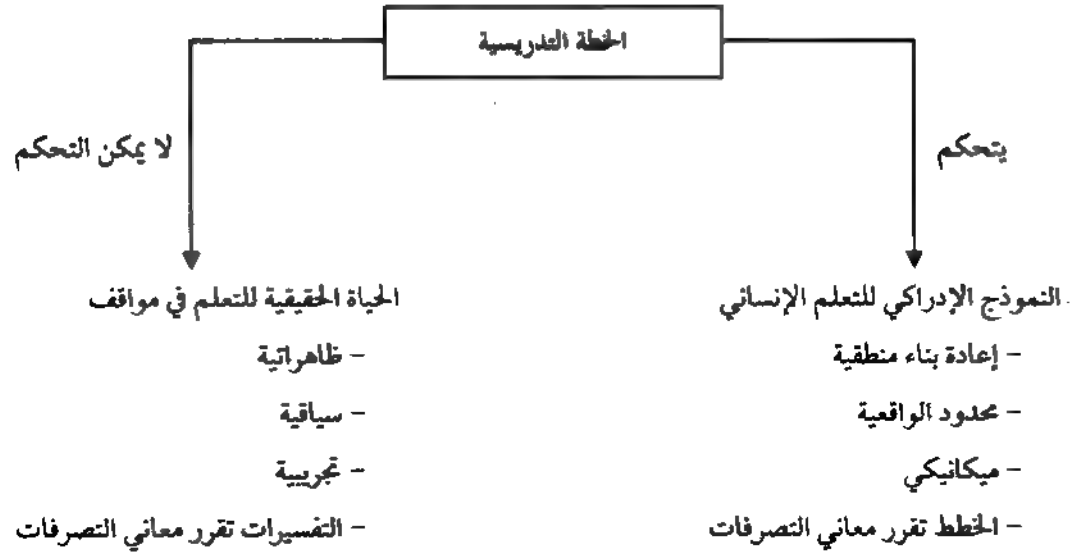 الخطة التدريسية
يتحكم
لا يمكن التحكم
النموذج الإدراكي للتعلم الإنساني
- إعادة بناء منطقية
- محدود الواقعية
- ميكانيكي
- الخطط تقرر معاني التصرفات
الحياة الحقيقية للتعلم في مواقف
- ظاهراتية
- سياقية
- تجريبية
- التفسيرات تقرر معاني التصرفات